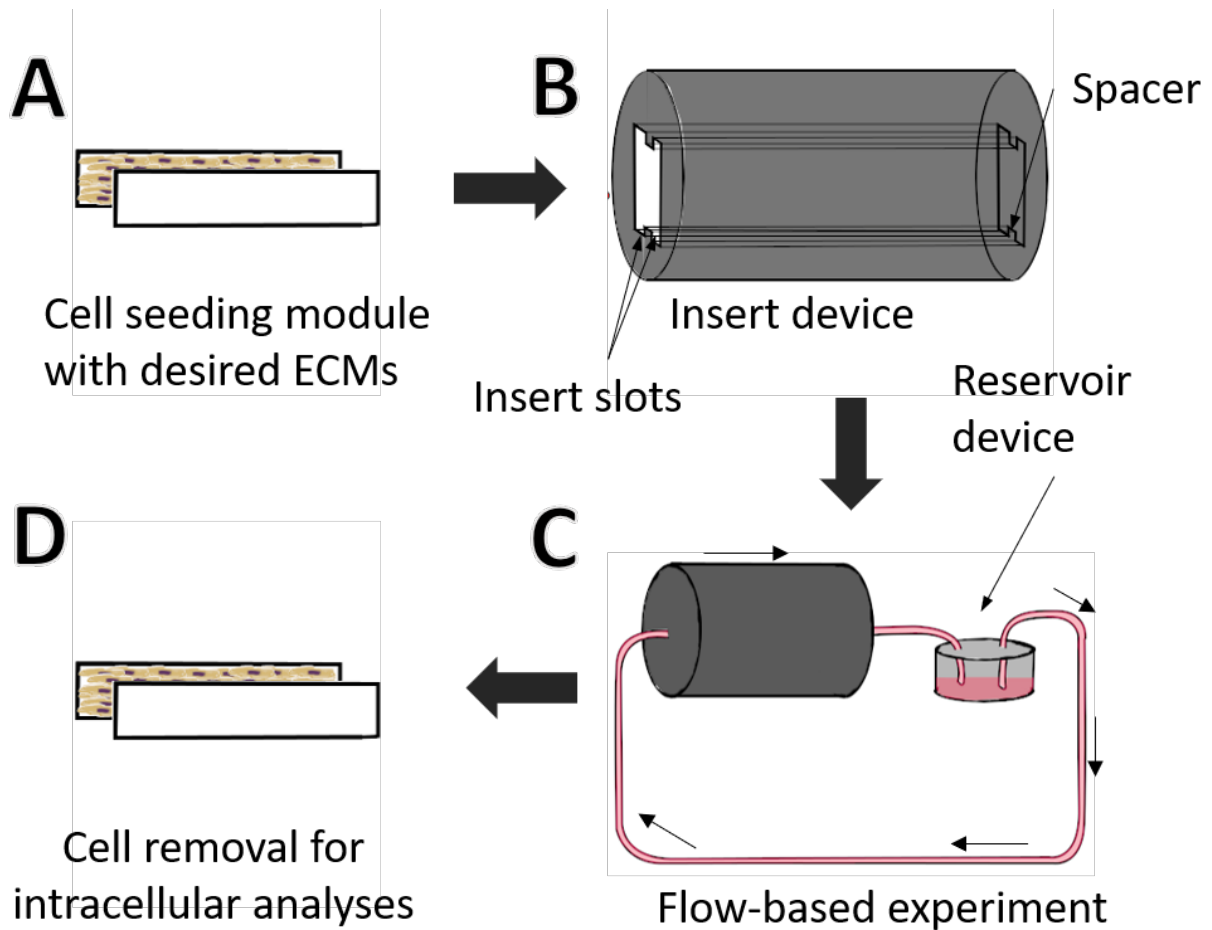 A
Cell seeding module
with desired ECMs
B
Spacer
Insert device
Insert slots
Reservoir
device
D
Cell removal for
intracellular analyses
C
Flow-based experiment